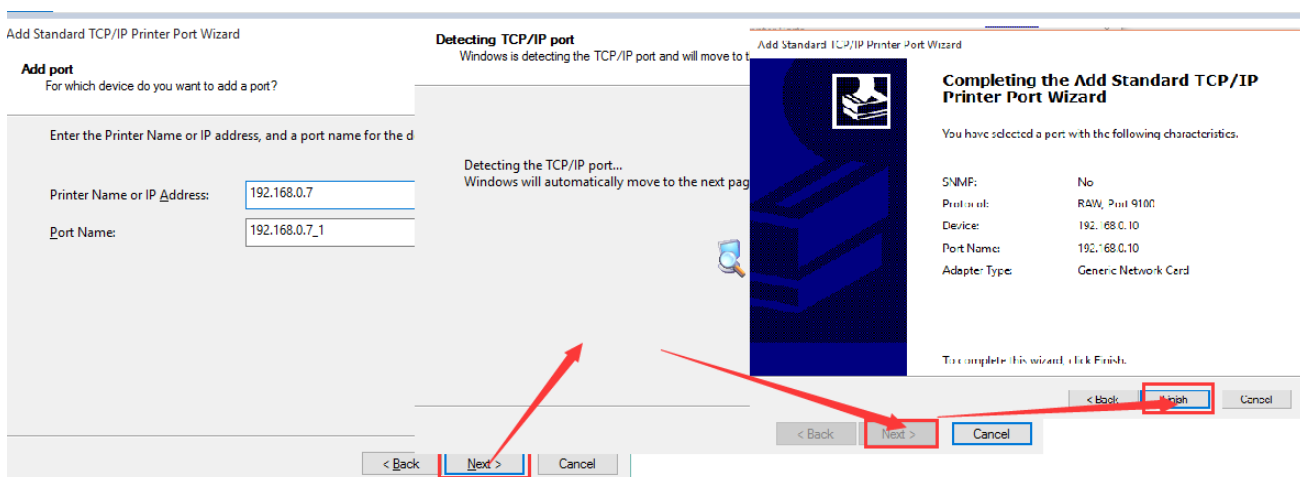 Add Standard TCP/IP Printer Port Wizard
Add port
For which device do you want to add a port?
Enter the Printer Name or IP address, and a port name for the d
Printer Name or IP Address:
192.168.0.7
Port Name:
192.168.0.7_1
< Back
Next >
Cancel
Detecting TCP/IP port
Windows is detecting the TCP/IP port and will move to t
Detecting the TCP/IP port...
Windows will automatically move to the next pag
< Back
Next >
Cancel
Add Standard TCP/IP Printer Port Wizard
Completing the Add Standard TCP/IP
Printer Port Wizard
You have selected a port with the following characteristics.
SNMP:
No
Protocol:
RAW, Port 9100
Device:
192.168.0.10
Port Name:
192.168.0.10
Adapter Type:
Generic Network Card
To complete this wizard, click Finish.
< Back
Finish
Cancel